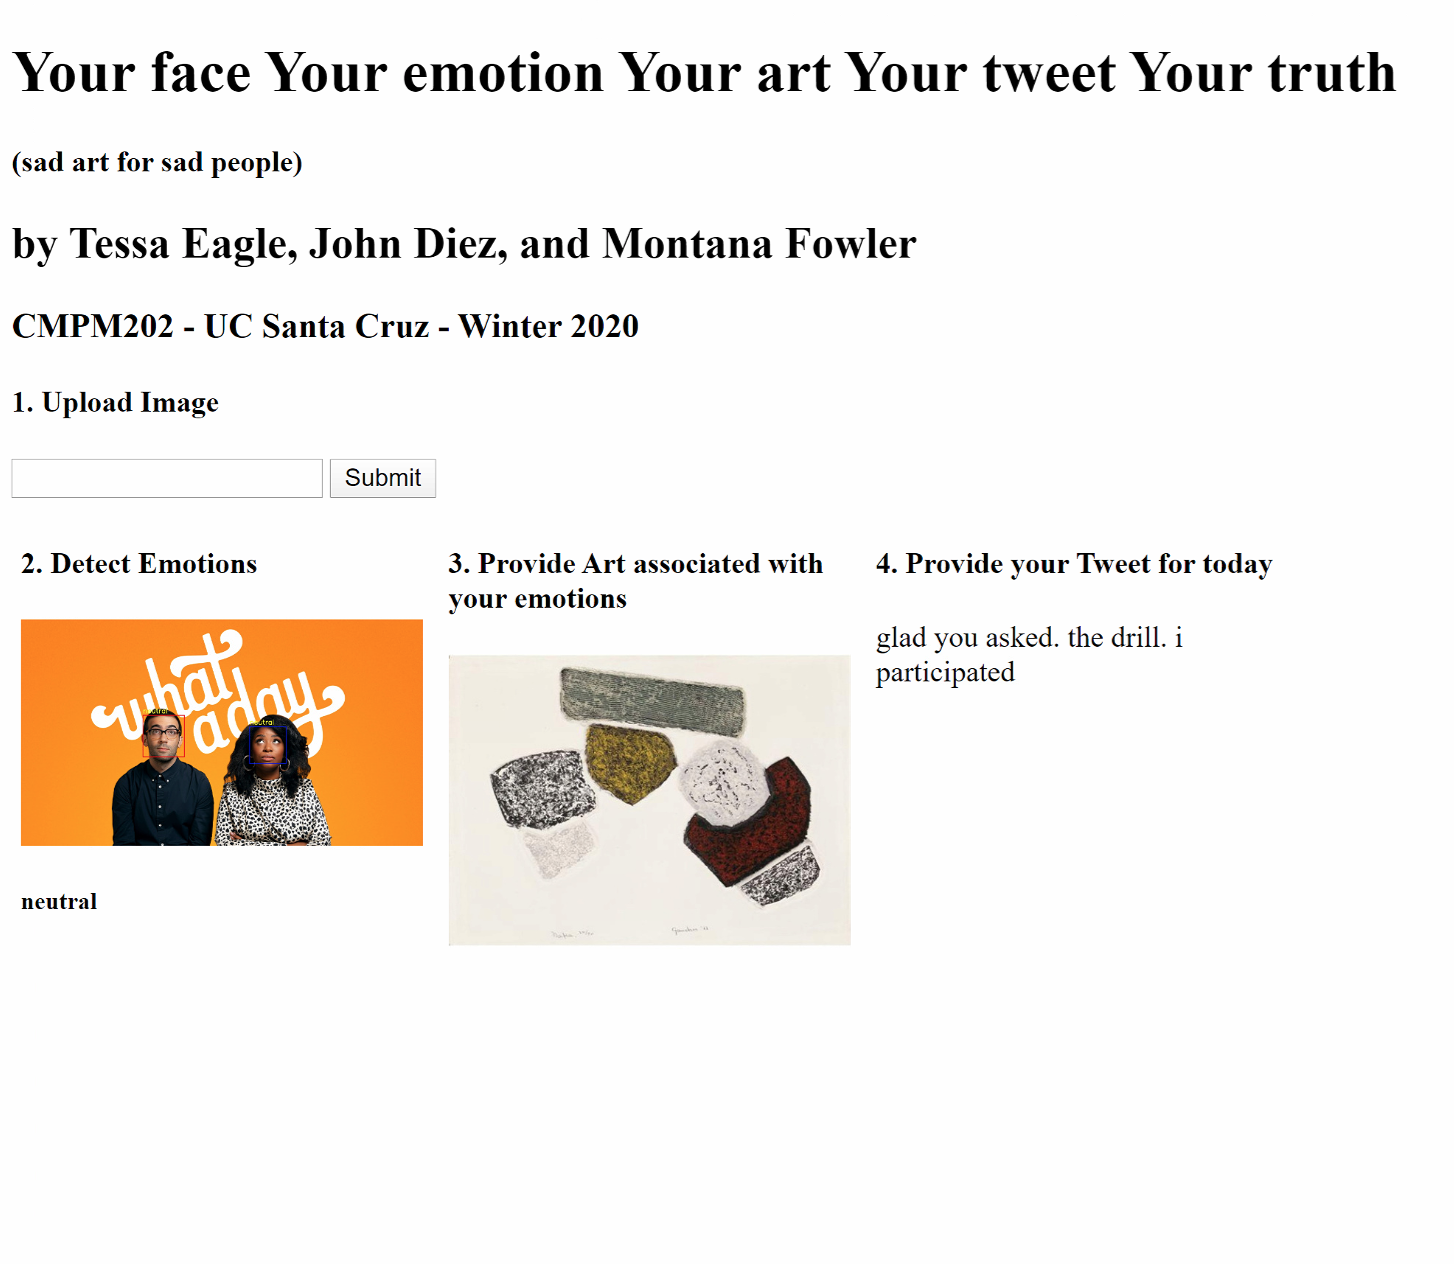 Your face Your emotion Your art Your tweet Your truth
(sad art for sad people)
by Tessa Eagle, John Diez, and Montana Fowler
CMPM202 - UC Santa Cruz - Winter 2020
1. Upload Image
Submit
2. Detect Emotions
what
a day
neutral
neutral
neutral
3. Provide Art associated with
your emotions
4. Provide your Tweet for today
glad you asked. the drill. i
participated